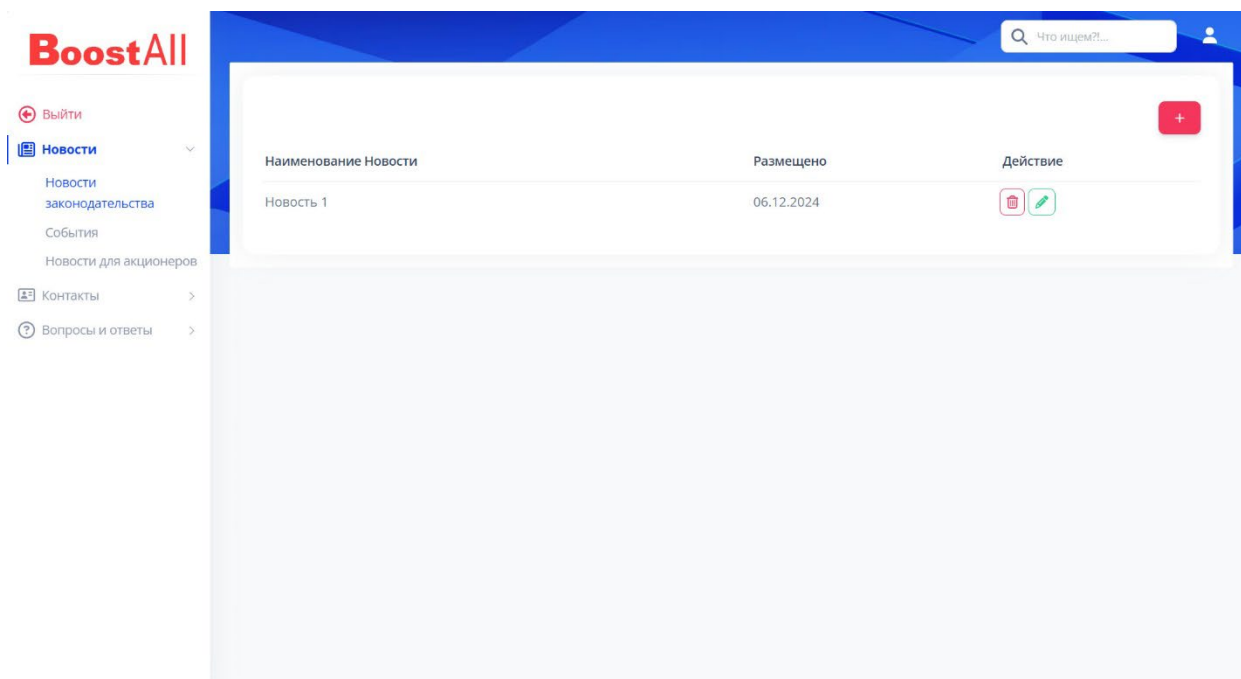 BoostAll
Что ищем?!...
Выйти
Новости
Новости
законодательства
События
Новости для акционеров
Контакты
Вопросы и ответы
+
Наименование Новости Размещено Действие
Новость 1 06.12.2024